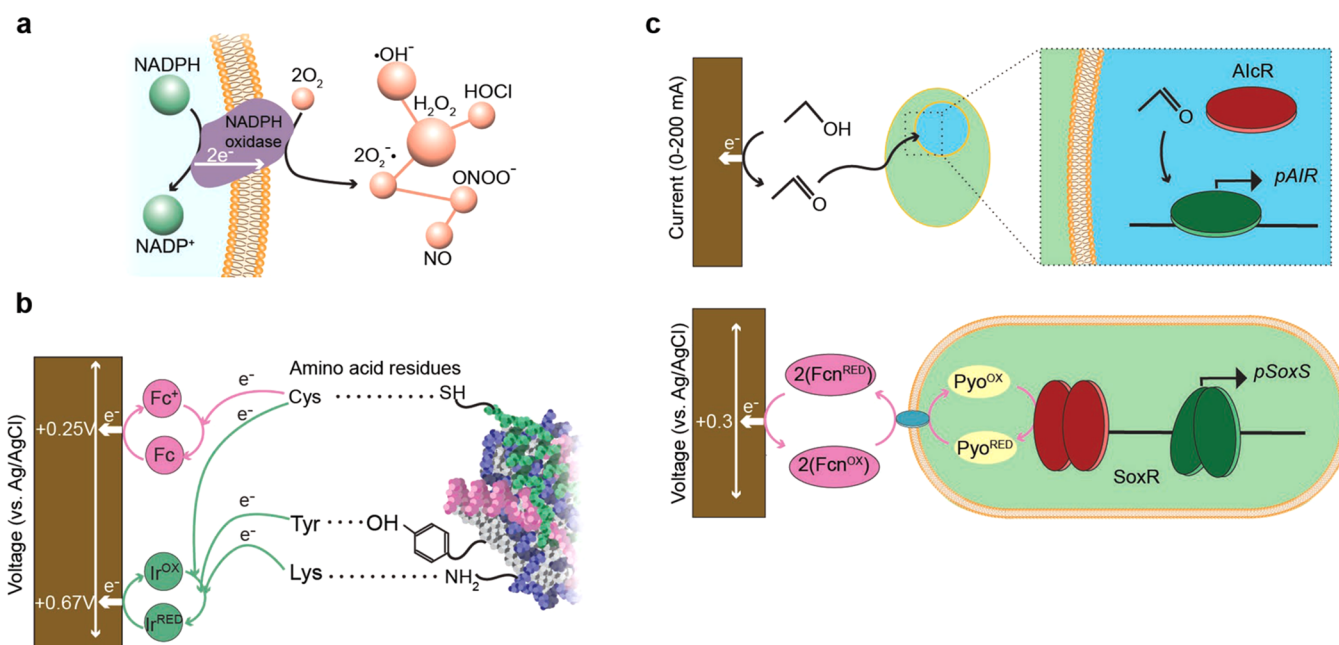 a
NADPH
2O₂
NADPH
oxidase
2e⁻
NADP⁺
•OH⁻
H₂O₂
HOCl
2O₂⁻•
ONOO⁻
NO
b
Voltage (vs. Ag/AgCl)
+0.25V
e⁻
Fc⁺
Fc
e⁻
e⁻
Amino acid residues
Cys
SH
e⁻
Tyr
OH
e⁻
Lys
NH₂
+0.67V
e⁻
Ir^OX
Ir^RED
c
Current (0-200 mA)
e⁻
OH
O
AlcR
O
pAlR
Voltage (vs. Ag/AgCl)
+0.3
e⁻
2(Fcn^RED)
2(Fcn^OX)
Pyo^OX
Pyo^RED
SoxR
pSoxS